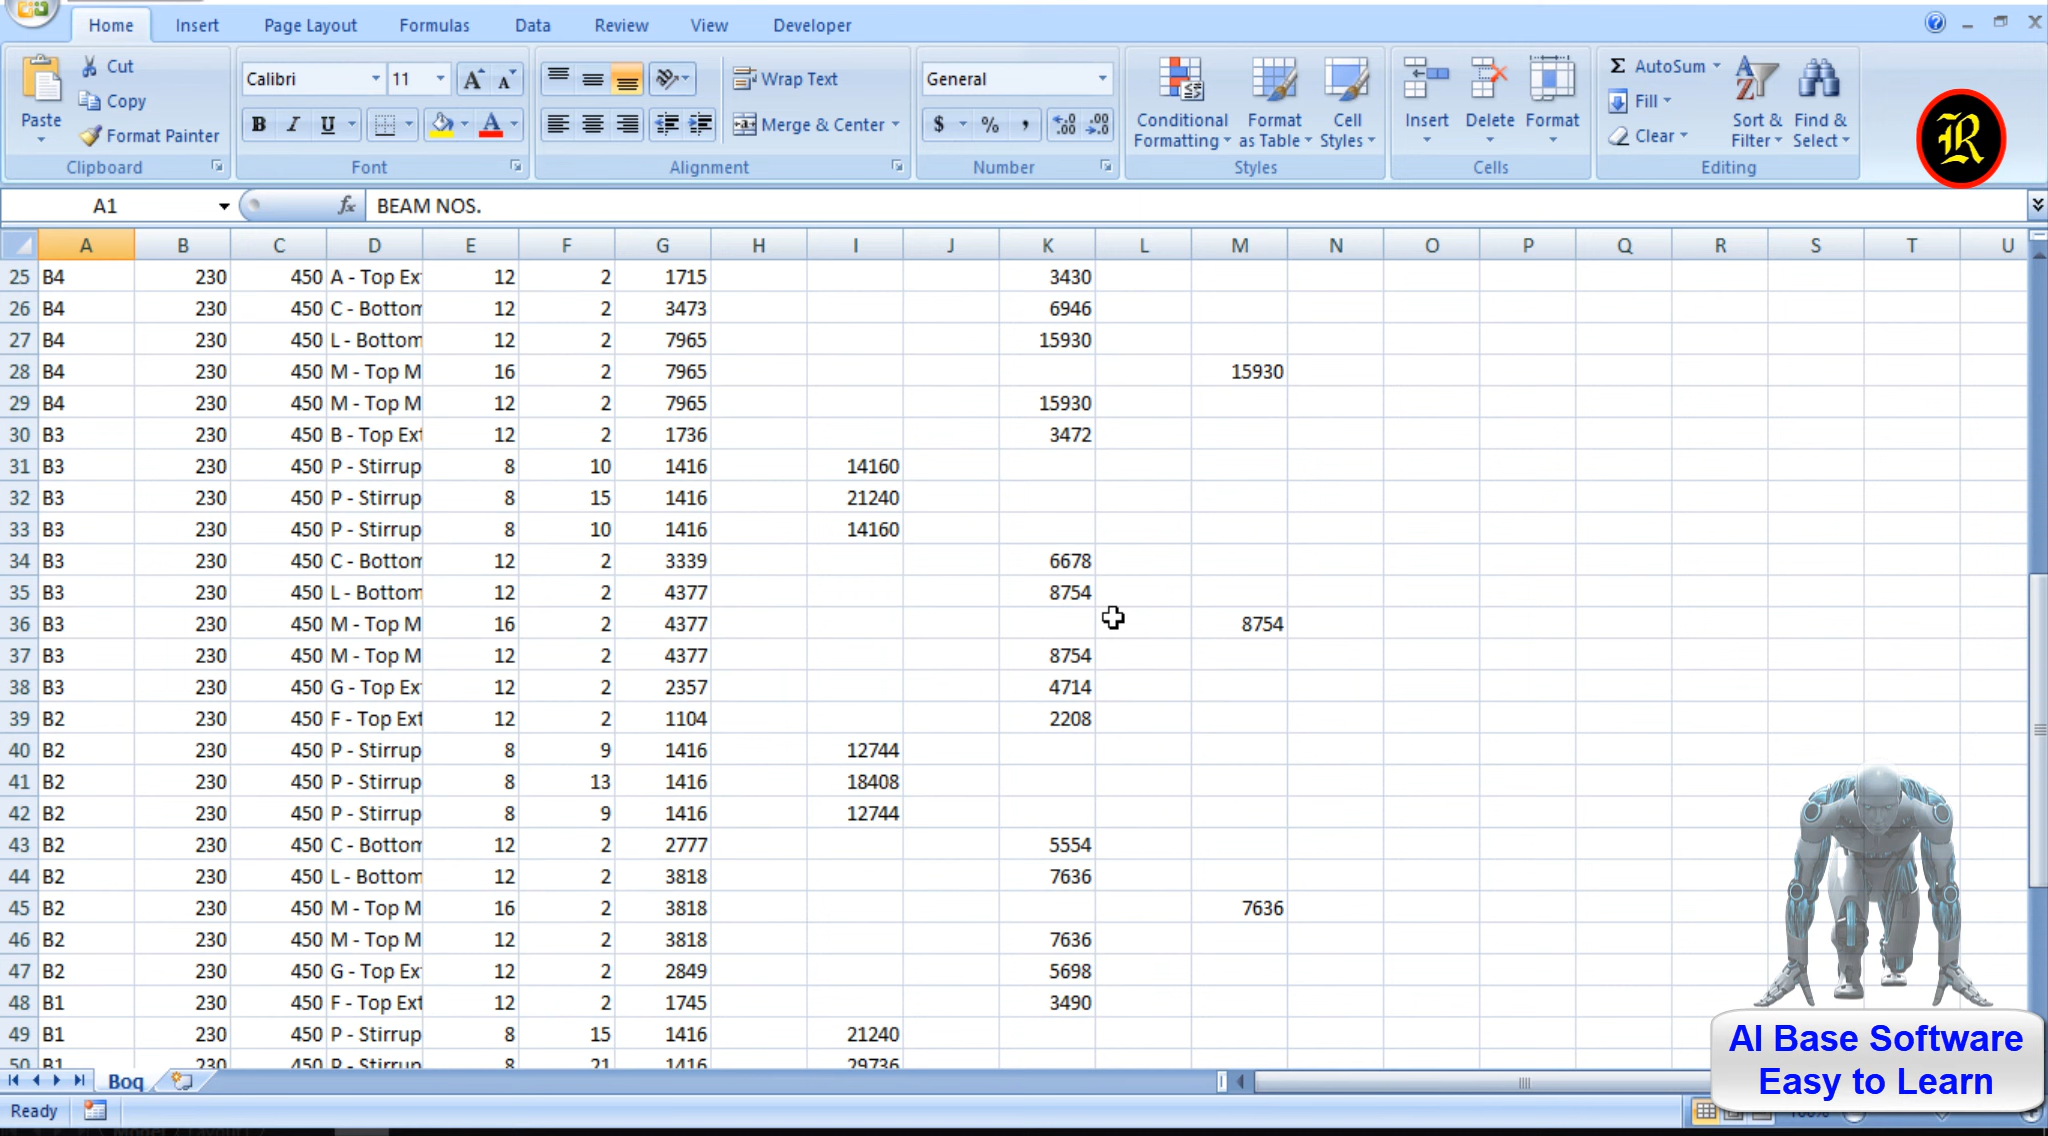 Home Insert Page Layout Formulas Data Review View Developer
Paste
Cut
Copy
Format Painter
Clipboard
Calibri 11
B I U
Font
Wrap Text
Merge & Center
Alignment
General
$ % ,
Number
Conditional Formatting
Format as Table
Cell Styles
Styles
Insert Delete Format
Cells
Σ AutoSum
Fill
Clear
Sort & Filter
Find & Select
Editing
R
A1 fx BEAM NOS.
A B C D E F G H I J K L M N O P Q R S T U
25 B4 230 450 A - Top Ex 12 2 1715 3430
26 B4 230 450 C - Bottom 12 2 3473 6946
27 B4 230 450 L - Bottom 12 2 7965 15930
28 B4 230 450 M - Top M 16 2 7965 15930
29 B4 230 450 M - Top M 12 2 7965 15930
30 B3 230 450 B - Top Ext 12 2 1736 3472
31 B3 230 450 P - Stirrup 8 10 1416 14160
32 B3 230 450 P - Stirrup 8 15 1416 21240
33 B3 230 450 P - Stirrup 8 10 1416 14160
34 B3 230 450 C - Bottom 12 2 3339 6678
35 B3 230 450 L - Bottom 12 2 4377 8754
36 B3 230 450 M - Top M 16 2 4377 8754
37 B3 230 450 M - Top M 12 2 4377 8754
38 B3 230 450 G - Top Ex 12 2 2357 4714
39 B2 230 450 F - Top Ext 12 2 1104 2208
40 B2 230 450 P - Stirrup 8 9 1416 12744
41 B2 230 450 P - Stirrup 8 13 1416 18408
42 B2 230 450 P - Stirrup 8 9 1416 12744
43 B2 230 450 C - Bottom 12 2 2777 5554
44 B2 230 450 L - Bottom 12 2 3818 7636
45 B2 230 450 M - Top M 16 2 3818 7636
46 B2 230 450 M - Top M 12 2 3818 7636
47 B2 230 450 G - Top Ex 12 2 2849 5698
48 B1 230 450 F - Top Ext 12 2 1745 3490
49 B1 230 450 P - Stirrup 8 15 1416 21240
50 B1 230 450 P - Stirrup 8 21 1416 29736
AI Base Software
Easy to Learn
Boq
Ready